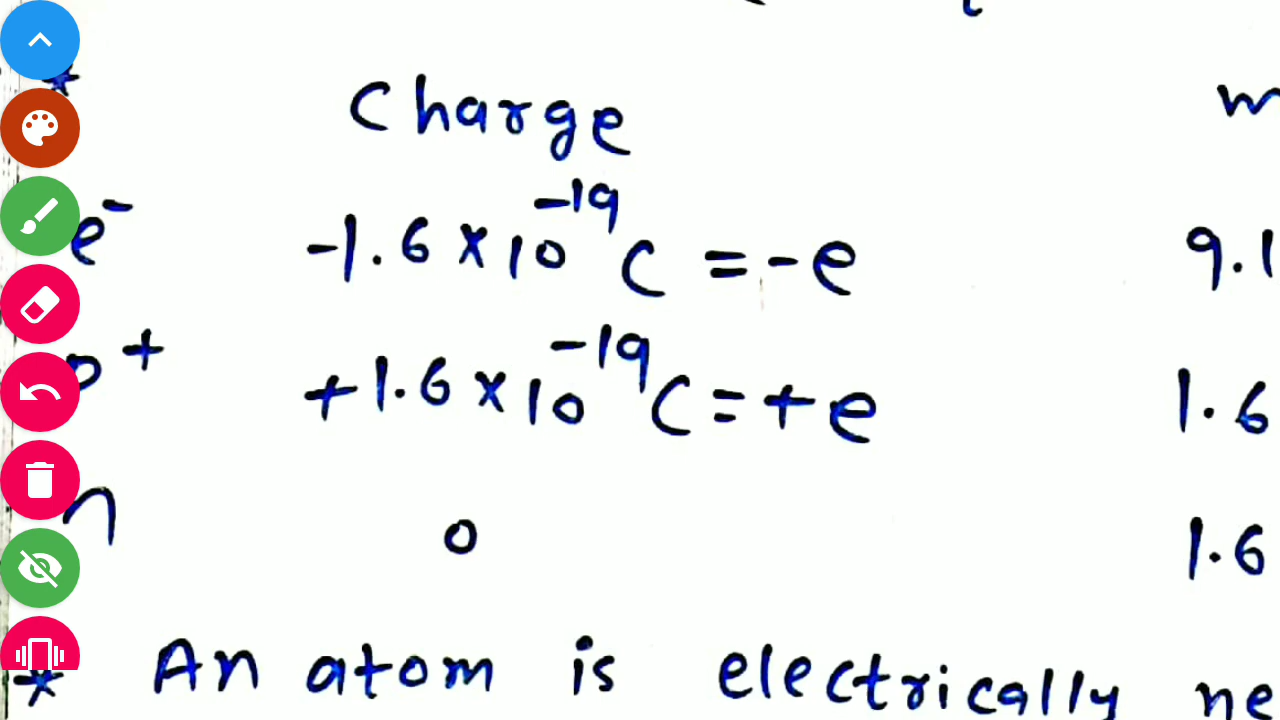 * Charge
e⁻ -1.6 × 10⁻¹⁹ C = -e 9.1
p⁺ +1.6 × 10⁻¹⁹ C = +e 1.6
n 0 1.6
* An atom is electrically